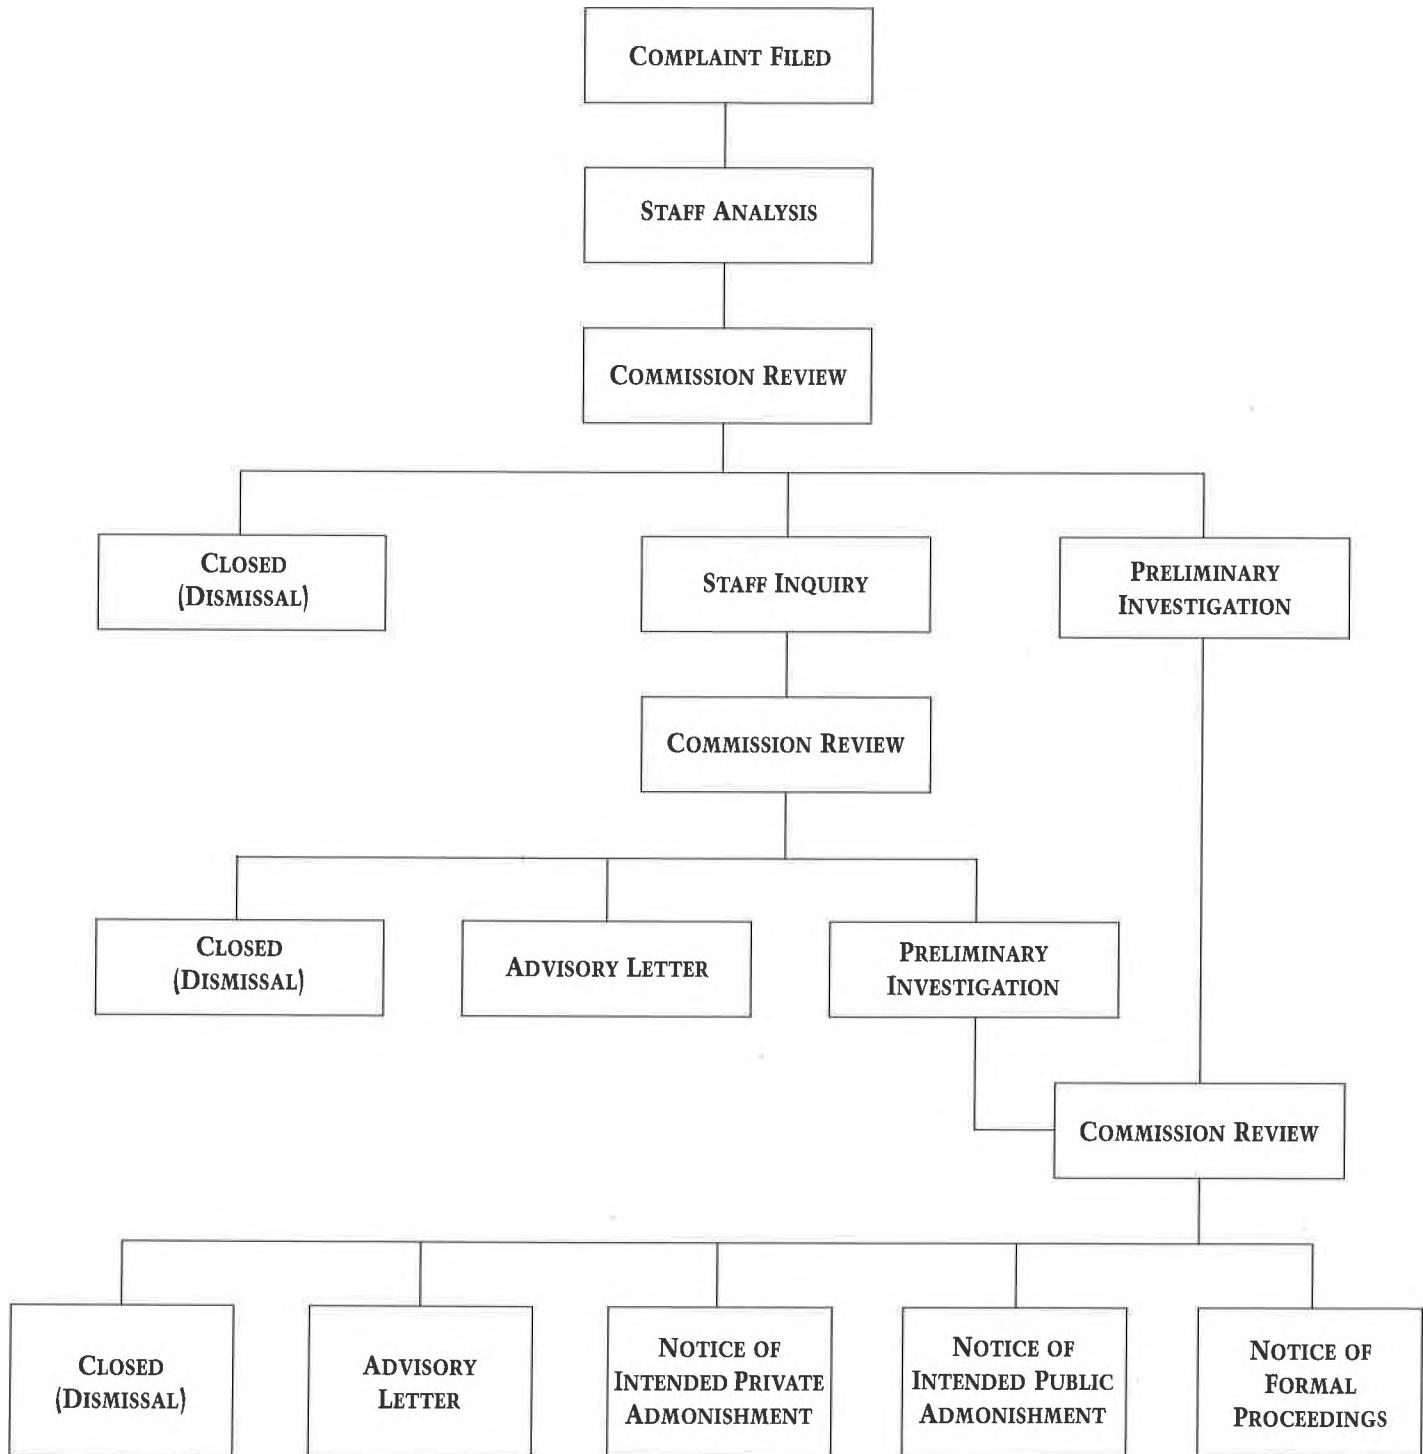 COMPLAINT FILED
STAFF ANALYSIS
COMMISSION REVIEW
CLOSED
(DISMISSAL)
STAFF INQUIRY
PRELIMINARY
INVESTIGATION
COMMISSION REVIEW
CLOSED
(DISMISSAL)
ADVISORY LETTER
PRELIMINARY
INVESTIGATION
COMMISSION REVIEW
CLOSED
(DISMISSAL)
ADVISORY
LETTER
NOTICE OF
INTENDED PRIVATE
ADMONISHMENT
NOTICE OF
INTENDED PUBLIC
ADMONISHMENT
NOTICE OF
FORMAL
PROCEEDINGS